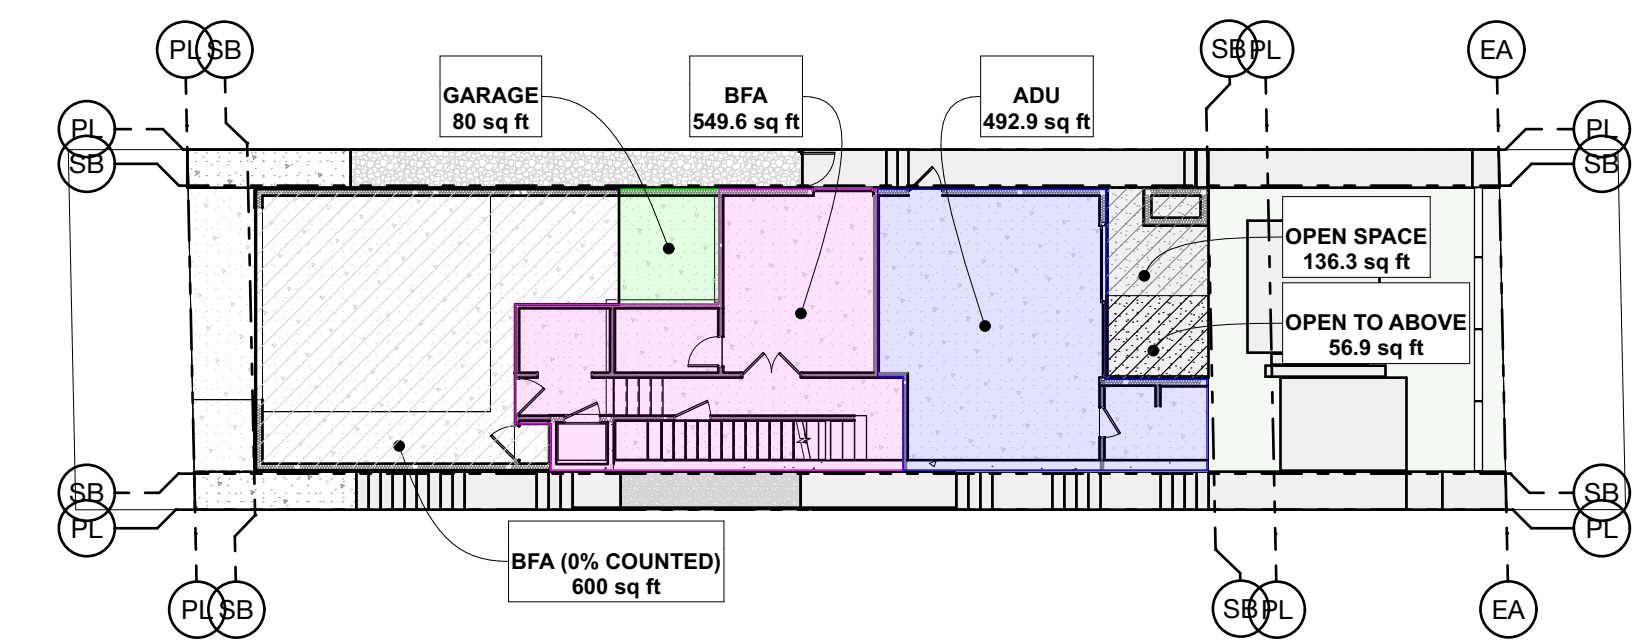 PL SB SB PL EA
PL PL
SB SB
GARAGE
80 sq ft
BFA
549.6 sq ft
ADU
492.9 sq ft
OPEN SPACE
136.3 sq ft
OPEN TO ABOVE
56.9 sq ft
SB SB
PL PL
BFA (0% COUNTED)
600 sq ft
PL SB SB PL EA